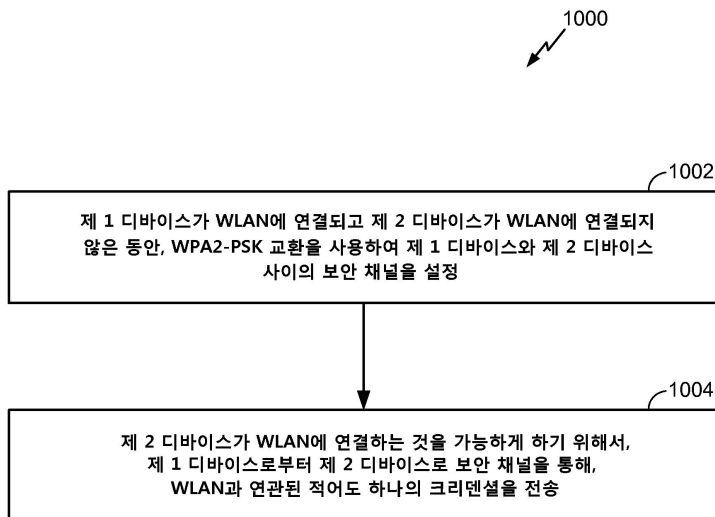 1000
1002
제 1 디바이스가 WLAN에 연결되고 제 2 디바이스가 WLAN에 연결되지
않은 동안, WPA2-PSK 교환을 사용하여 제 1 디바이스와 제 2 디바이스
사이의 보안 채널을 설정
1004
제 2 디바이스가 WLAN에 연결하는 것을 가능하게 하기 위해서,
제 1 디바이스로부터 제 2 디바이스로 보안 채널을 통해,
WLAN과 연관된 적어도 하나의 크리덴셜을 전송